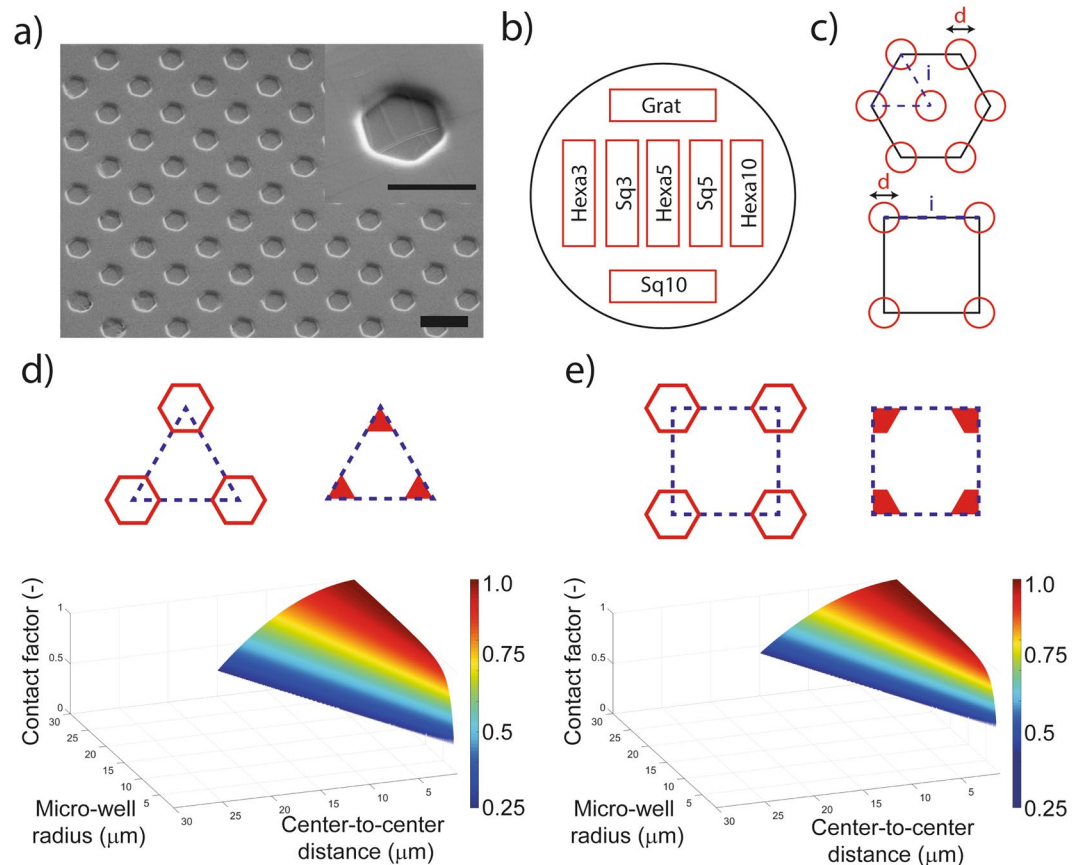 a)
b)
Grat
Hexa3
Sq3
Hexa5
Sq5
Hexa10
Sq10
c)
d
i
d
i
d)
e)
Contact factor (-)
1
0.5
0
30
25
20
15
10
5
Micro-well
radius (μm)
30
25
20
15
10
5
Center-to-center
distance (μm)
1.0
0.75
0.5
0.25
Contact factor (-)
1
0.5
0
30
25
20
15
10
5
Micro-well
radius (μm)
30
25
20
15
10
5
Center-to-center
distance (μm)
1.0
0.75
0.5
0.25